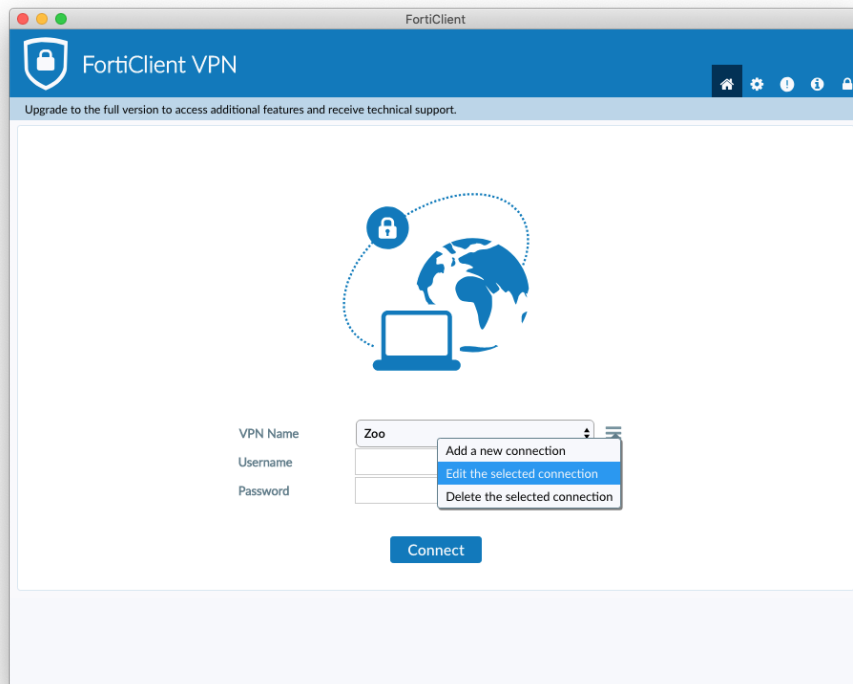 FortiClient
FortiClient VPN
Upgrade to the full version to access additional features and receive technical support.
VPN Name
Zoo
Add a new connection
Username
Edit the selected connection
Password
Delete the selected connection
Connect